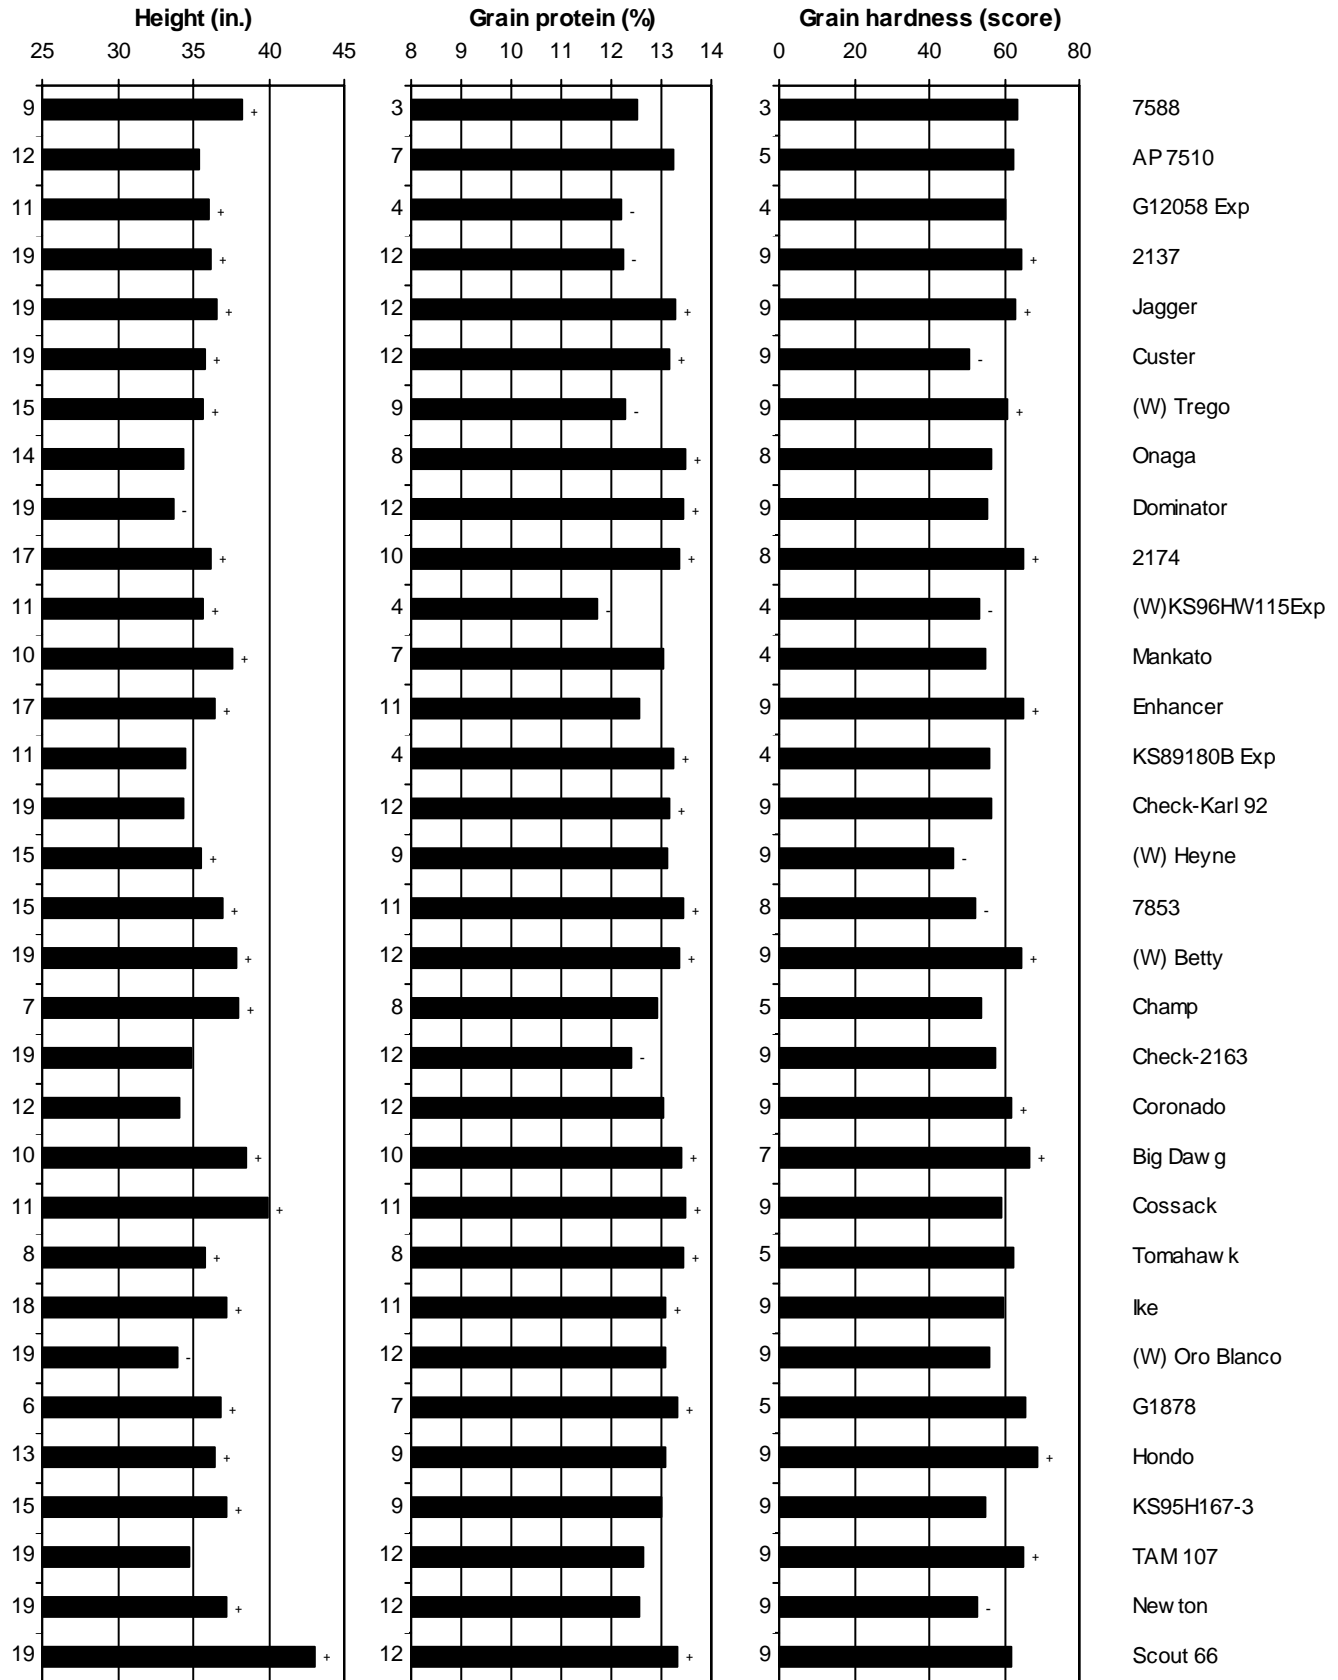 Height (in.) Grain protein (%) Grain hardness (score)
25 30 35 40 45 8 9 10 11 12 13 14 0 20 40 60 80
9 + 3 3 7588
12 7 5 AP 7510
11 + 4 - 4 G12058 Exp
19 + 12 - 9 + 2137
19 + 12 + 9 + Jagger
19 + 12 + 9 - Custer
15 + 9 - 9 + (W) Trego
14 8 + 8 Onaga
19 - 12 + 9 Dominator
17 + 10 + 8 + 2174
11 + 4 - 4 - (W)KS96HW115Exp
10 + 7 4 Mankato
17 + 11 9 + Enhancer
11 4 + 4 KS89180B Exp
19 12 + 9 Check-Karl 92
15 + 9 9 - (W) Heyne
15 + 11 + 8 - 7853
19 + 12 + 9 + (W) Betty
7 + 8 5 Champ
19 12 - 9 Check-2163
12 12 9 + Coronado
10 + 10 + 7 + Big Daw g
11 + 11 + 9 Cossack
8 + 8 + 5 Tomahaw k
18 + 11 + 9 Ike
19 - 12 9 (W) Oro Blanco
6 + 7 + 5 G1878
13 + 9 9 + Hondo
15 + 9 9 KS95H167-3
19 12 9 + TAM 107
19 + 12 9 - New ton
19 + 12 + 9 Scout 66